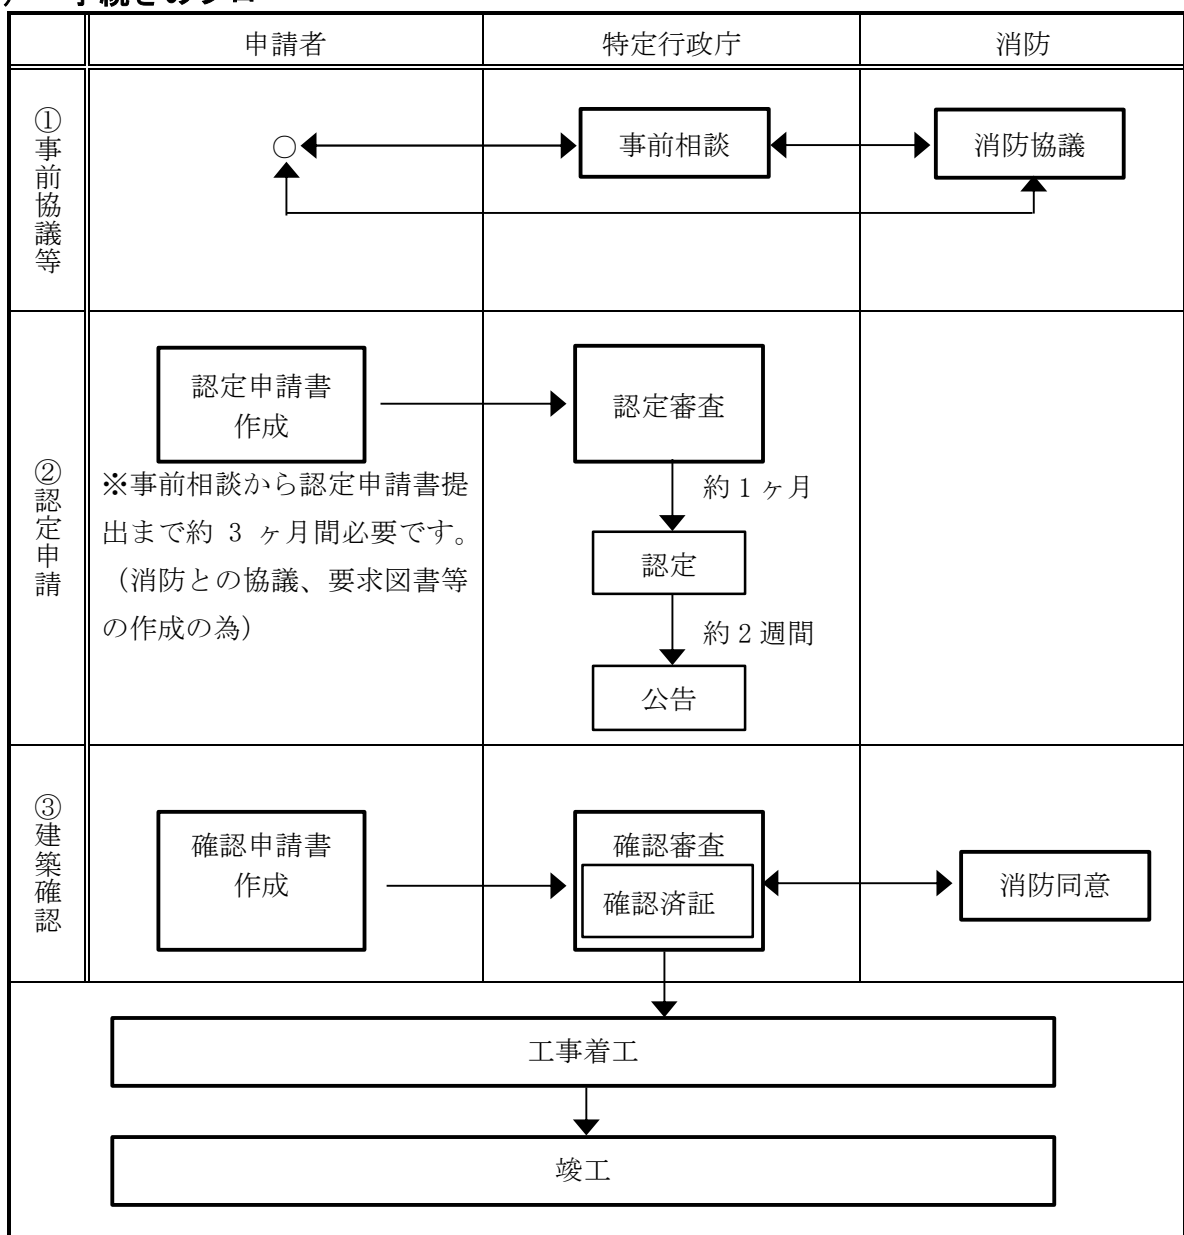 手続きのフロー
申請者 特定行政庁 消防
①事前協議等
○ 事前相談 消防協議
②認定申請
認定申請書
作成
※事前相談から認定申請書提
出まで約 3 ヶ月間必要です。
（消防との協議、要求図書等
の作成の為）
認定審査
約 1 ヶ月
認定
約 2 週間
公告
③建築確認
確認申請書
作成
確認審査
確認済証
消防同意
工事着工
竣工